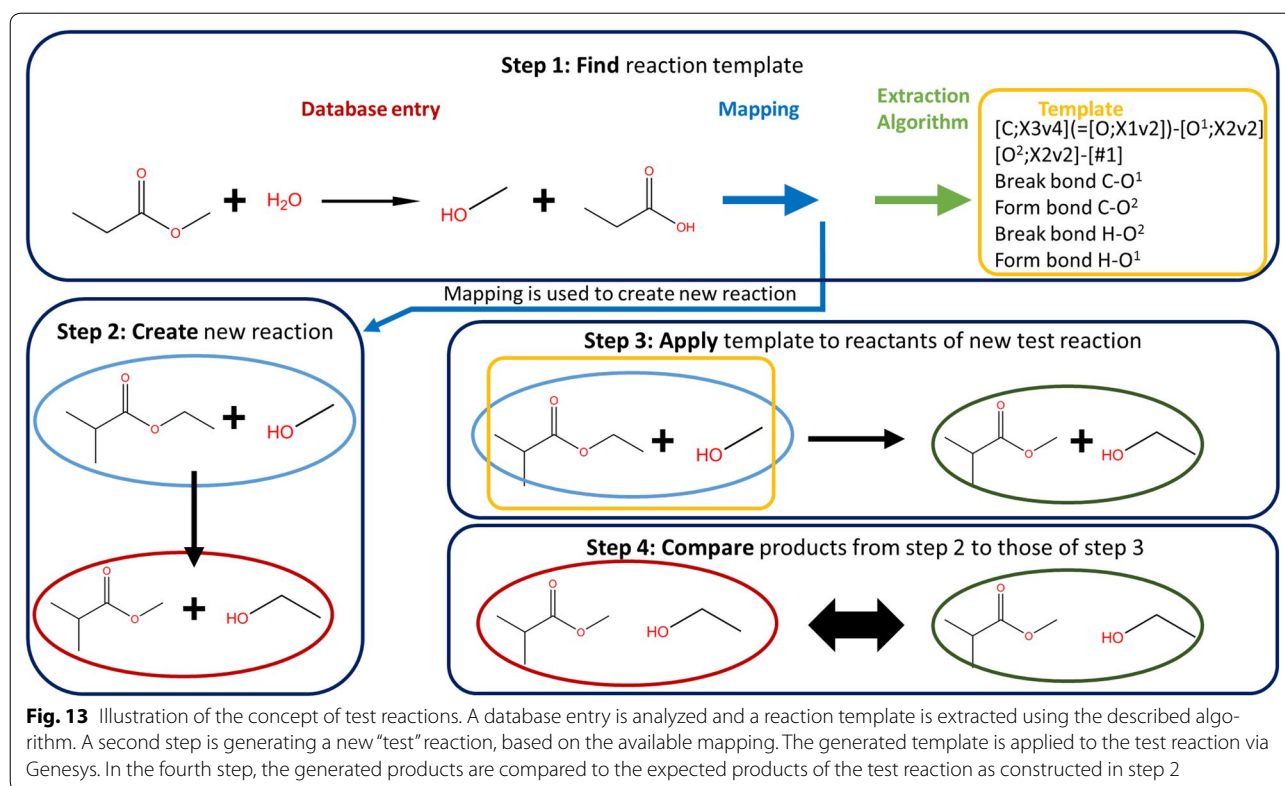 Step 1: Find reaction template
Database entry
Mapping
Extraction
Algorithm
Template
[C;X3v4](=[O;X1v2])-[O¹;X2v2]
[O²;X2v2]-[#1]
Break bond C-O¹
Form bond C-O²
Break bond H-O²
Form bond H-O¹
O
O
+
H₂O
HO
+
O
OH
Mapping is used to create new reaction
Step 2: Create new reaction
O
O
+
HO
O
O
+
HO
Step 3: Apply template to reactants of new test reaction
O
O
+
HO
O
O
+
HO
Step 4: Compare products from step 2 to those of step 3
O
O
HO
O
O
HO
Fig. 13 Illustration of the concept of test reactions. A database entry is analyzed and a reaction template is extracted using the described algo-
rithm. A second step is generating a new “test” reaction, based on the available mapping. The generated template is applied to the test reaction via
Genesys. In the fourth step, the generated products are compared to the expected products of the test reaction as constructed in step 2